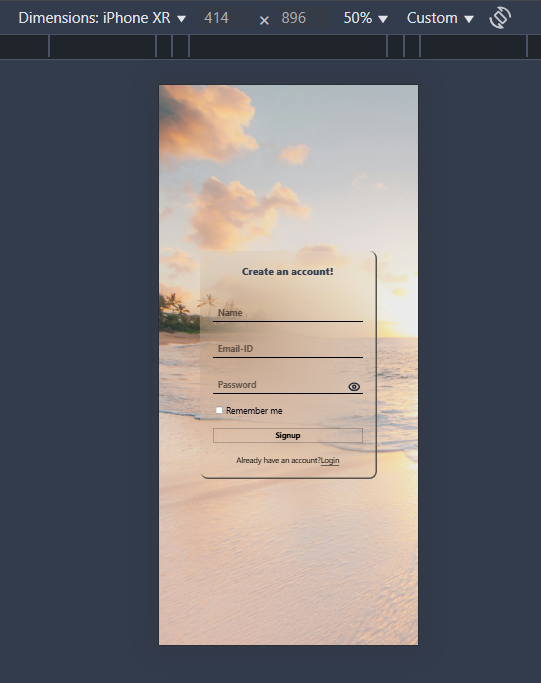 Dimensions: iPhone XR ▼ 414 × 896 50% ▼ Custom ▼
Create an account!
Name
Email-ID
Password
Remember me
Signup
Already have an account?Login